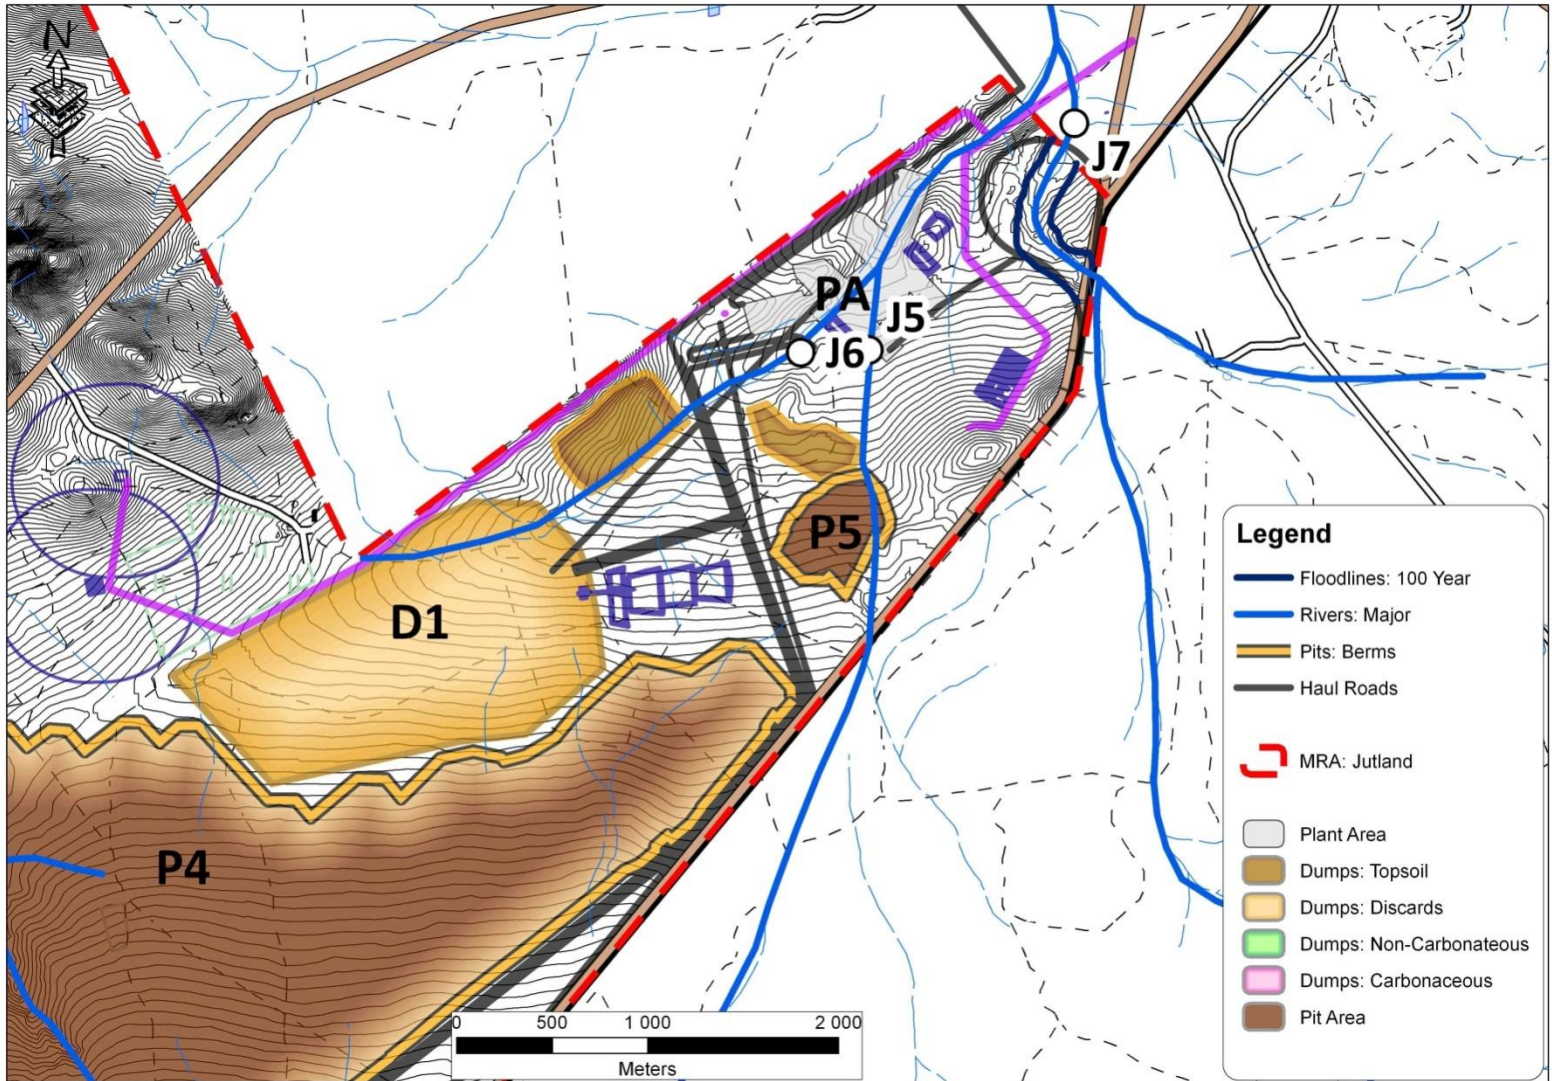 N
J7
PA
J5
J6
P5
D1
P4
Legend
Floodlines: 100 Year
Rivers: Major
Pits: Berms
Haul Roads
MRA: Jutland
Plant Area
Dumps: Topsoil
Dumps: Discards
Dumps: Non-Carbonateous
Dumps: Carbonaceous
Pit Area
0 500 1 000 2 000
Meters